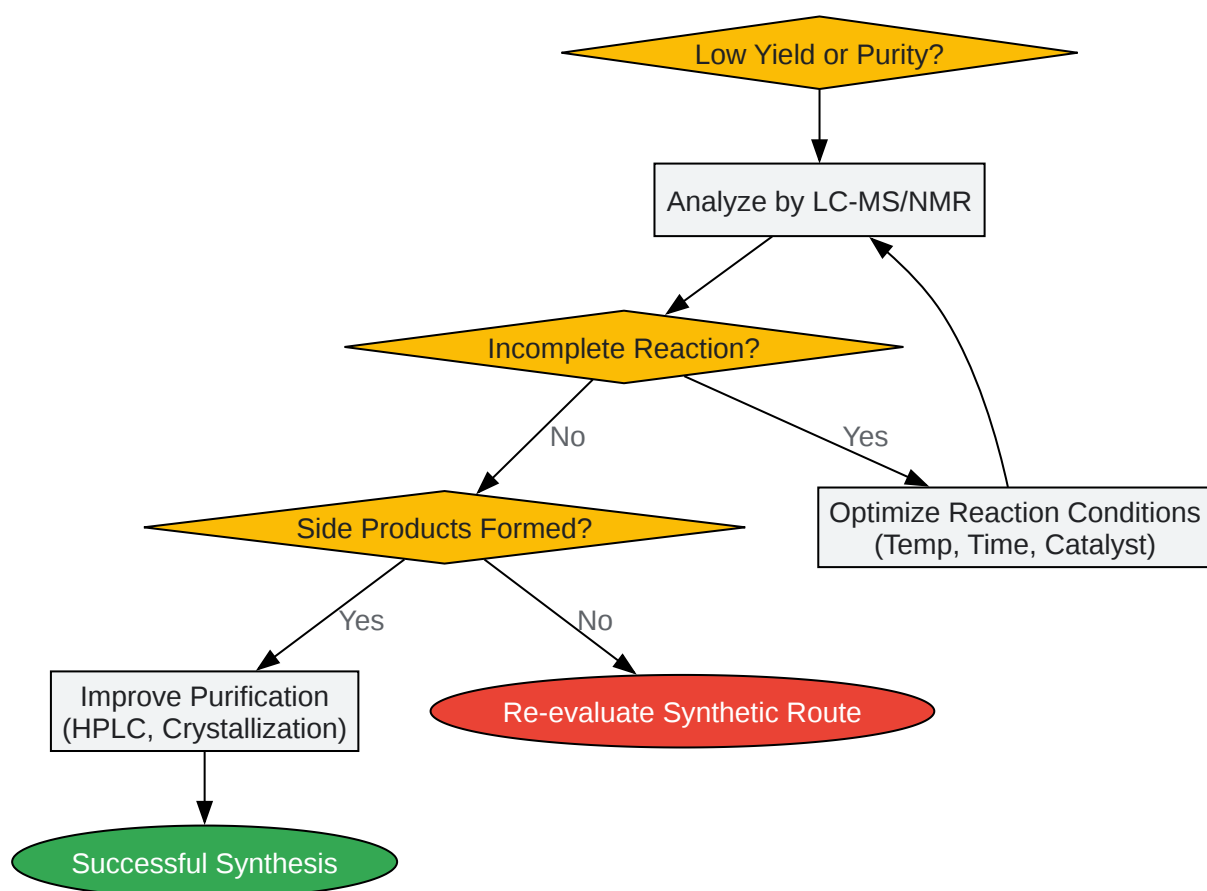 Low Yield or Purity?
Analyze by LC-MS/NMR
Incomplete Reaction?
No
Yes
Optimize Reaction Conditions
(Temp, Time, Catalyst)
Side Products Formed?
Yes
No
Improve Purification
(HPLC, Crystallization)
Re-evaluate Synthetic Route
Successful Synthesis